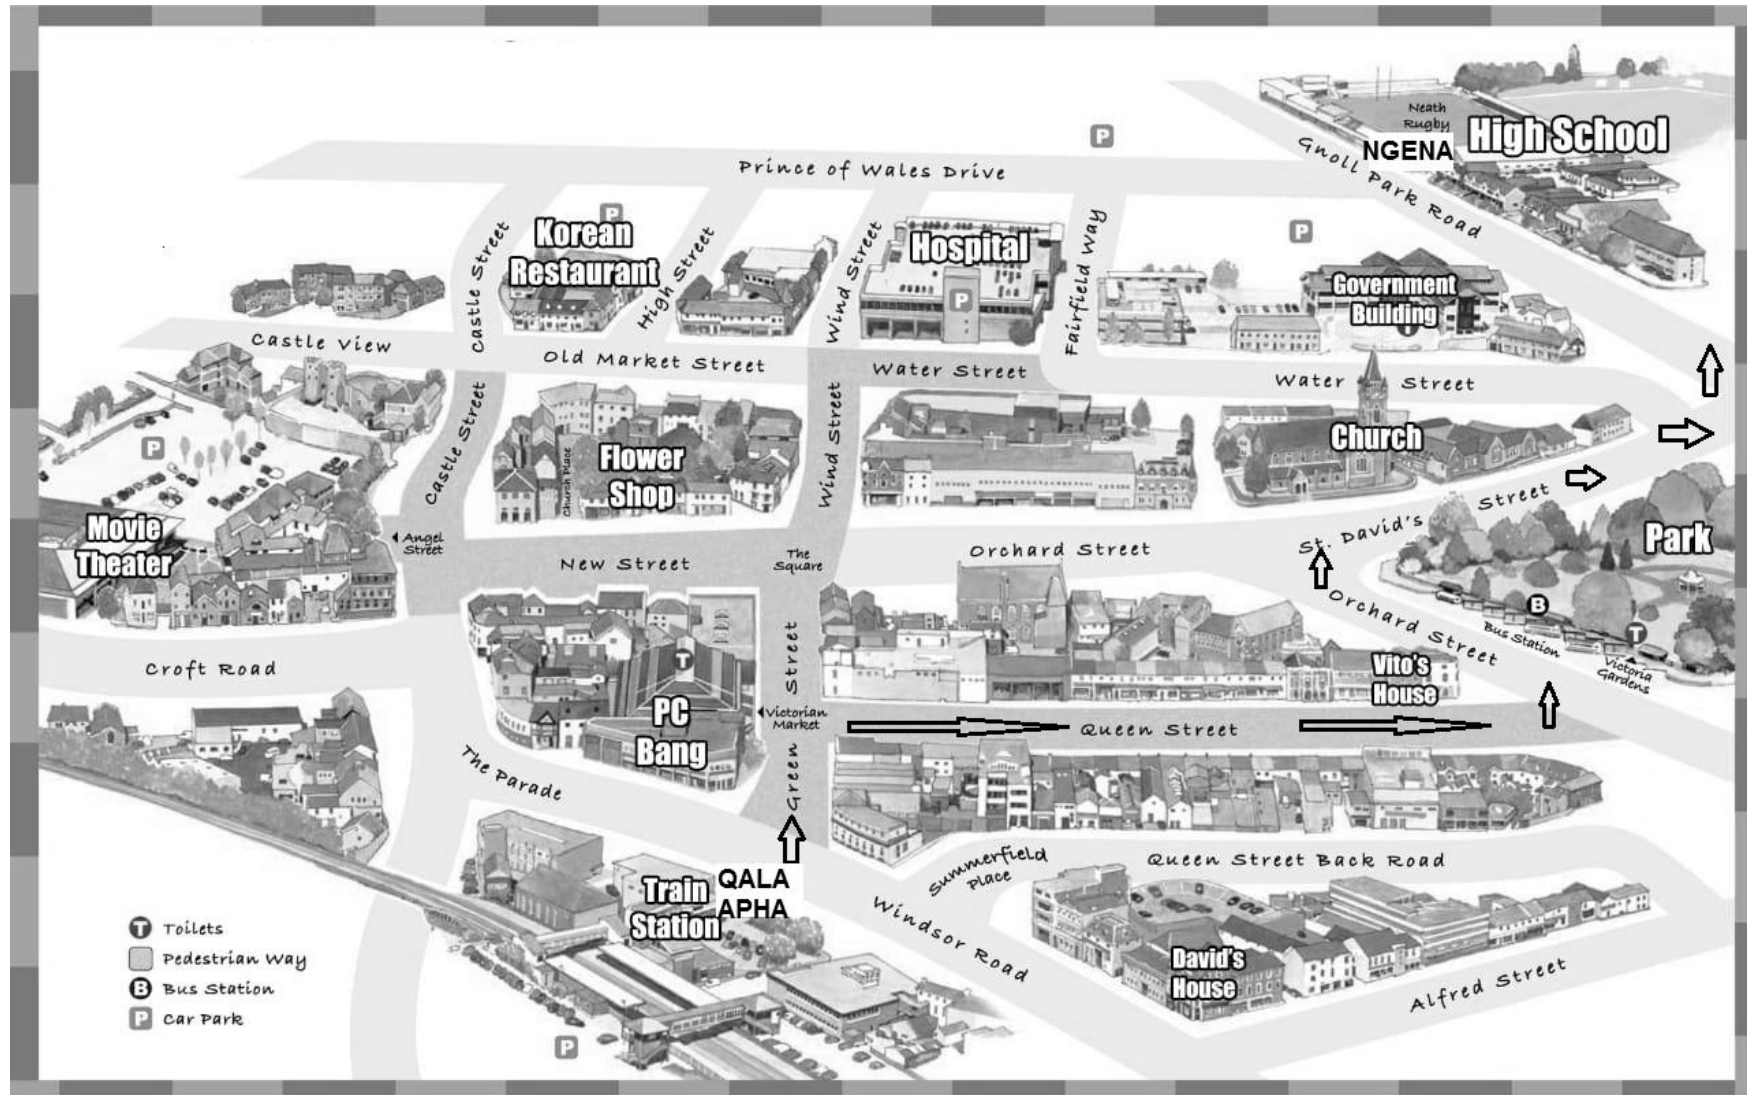 Neath
Rugby
High School
NGENA
Gnoll Park Road
P
Prince of Wales Drive
P
Korean
Restaurant
Castle Street
High Street
Wind Street
Hospital
P
Fairfield Way
P
Government
Building
T
Castle View
Old Market Street
Water Street
Water Street
P
Castle Street
Church Place
Flower
Shop
Wind Street
Church
Movie
Theater
Angel
Street
New Street
The
Square
Orchard Street
St. David's Street
Park
B
Bus Station
T
Victoria
Gardens
Orchard Street
Croft Road
T
PC
Bang
Green Street
Victorian
Market
Vito's
House
Queen Street
The Parade
Train
Station
QALA
APHA
Summerfield
Place
Queen Street Back Road
Windsor Road
David's
House
Alfred Street
P
T Toilets
Pedestrian Way
B Bus Station
P Car Park